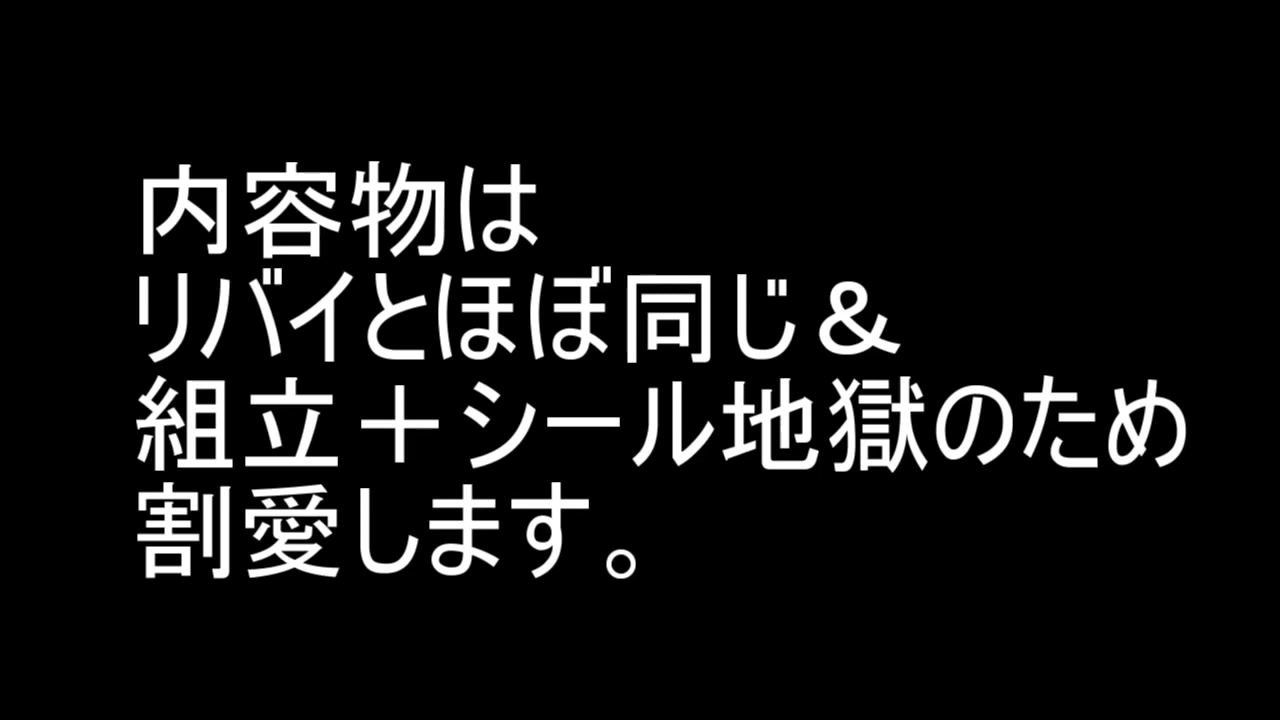 内容物は
リバイとほぼ同じ＆
組立＋シール地獄のため
割愛します。